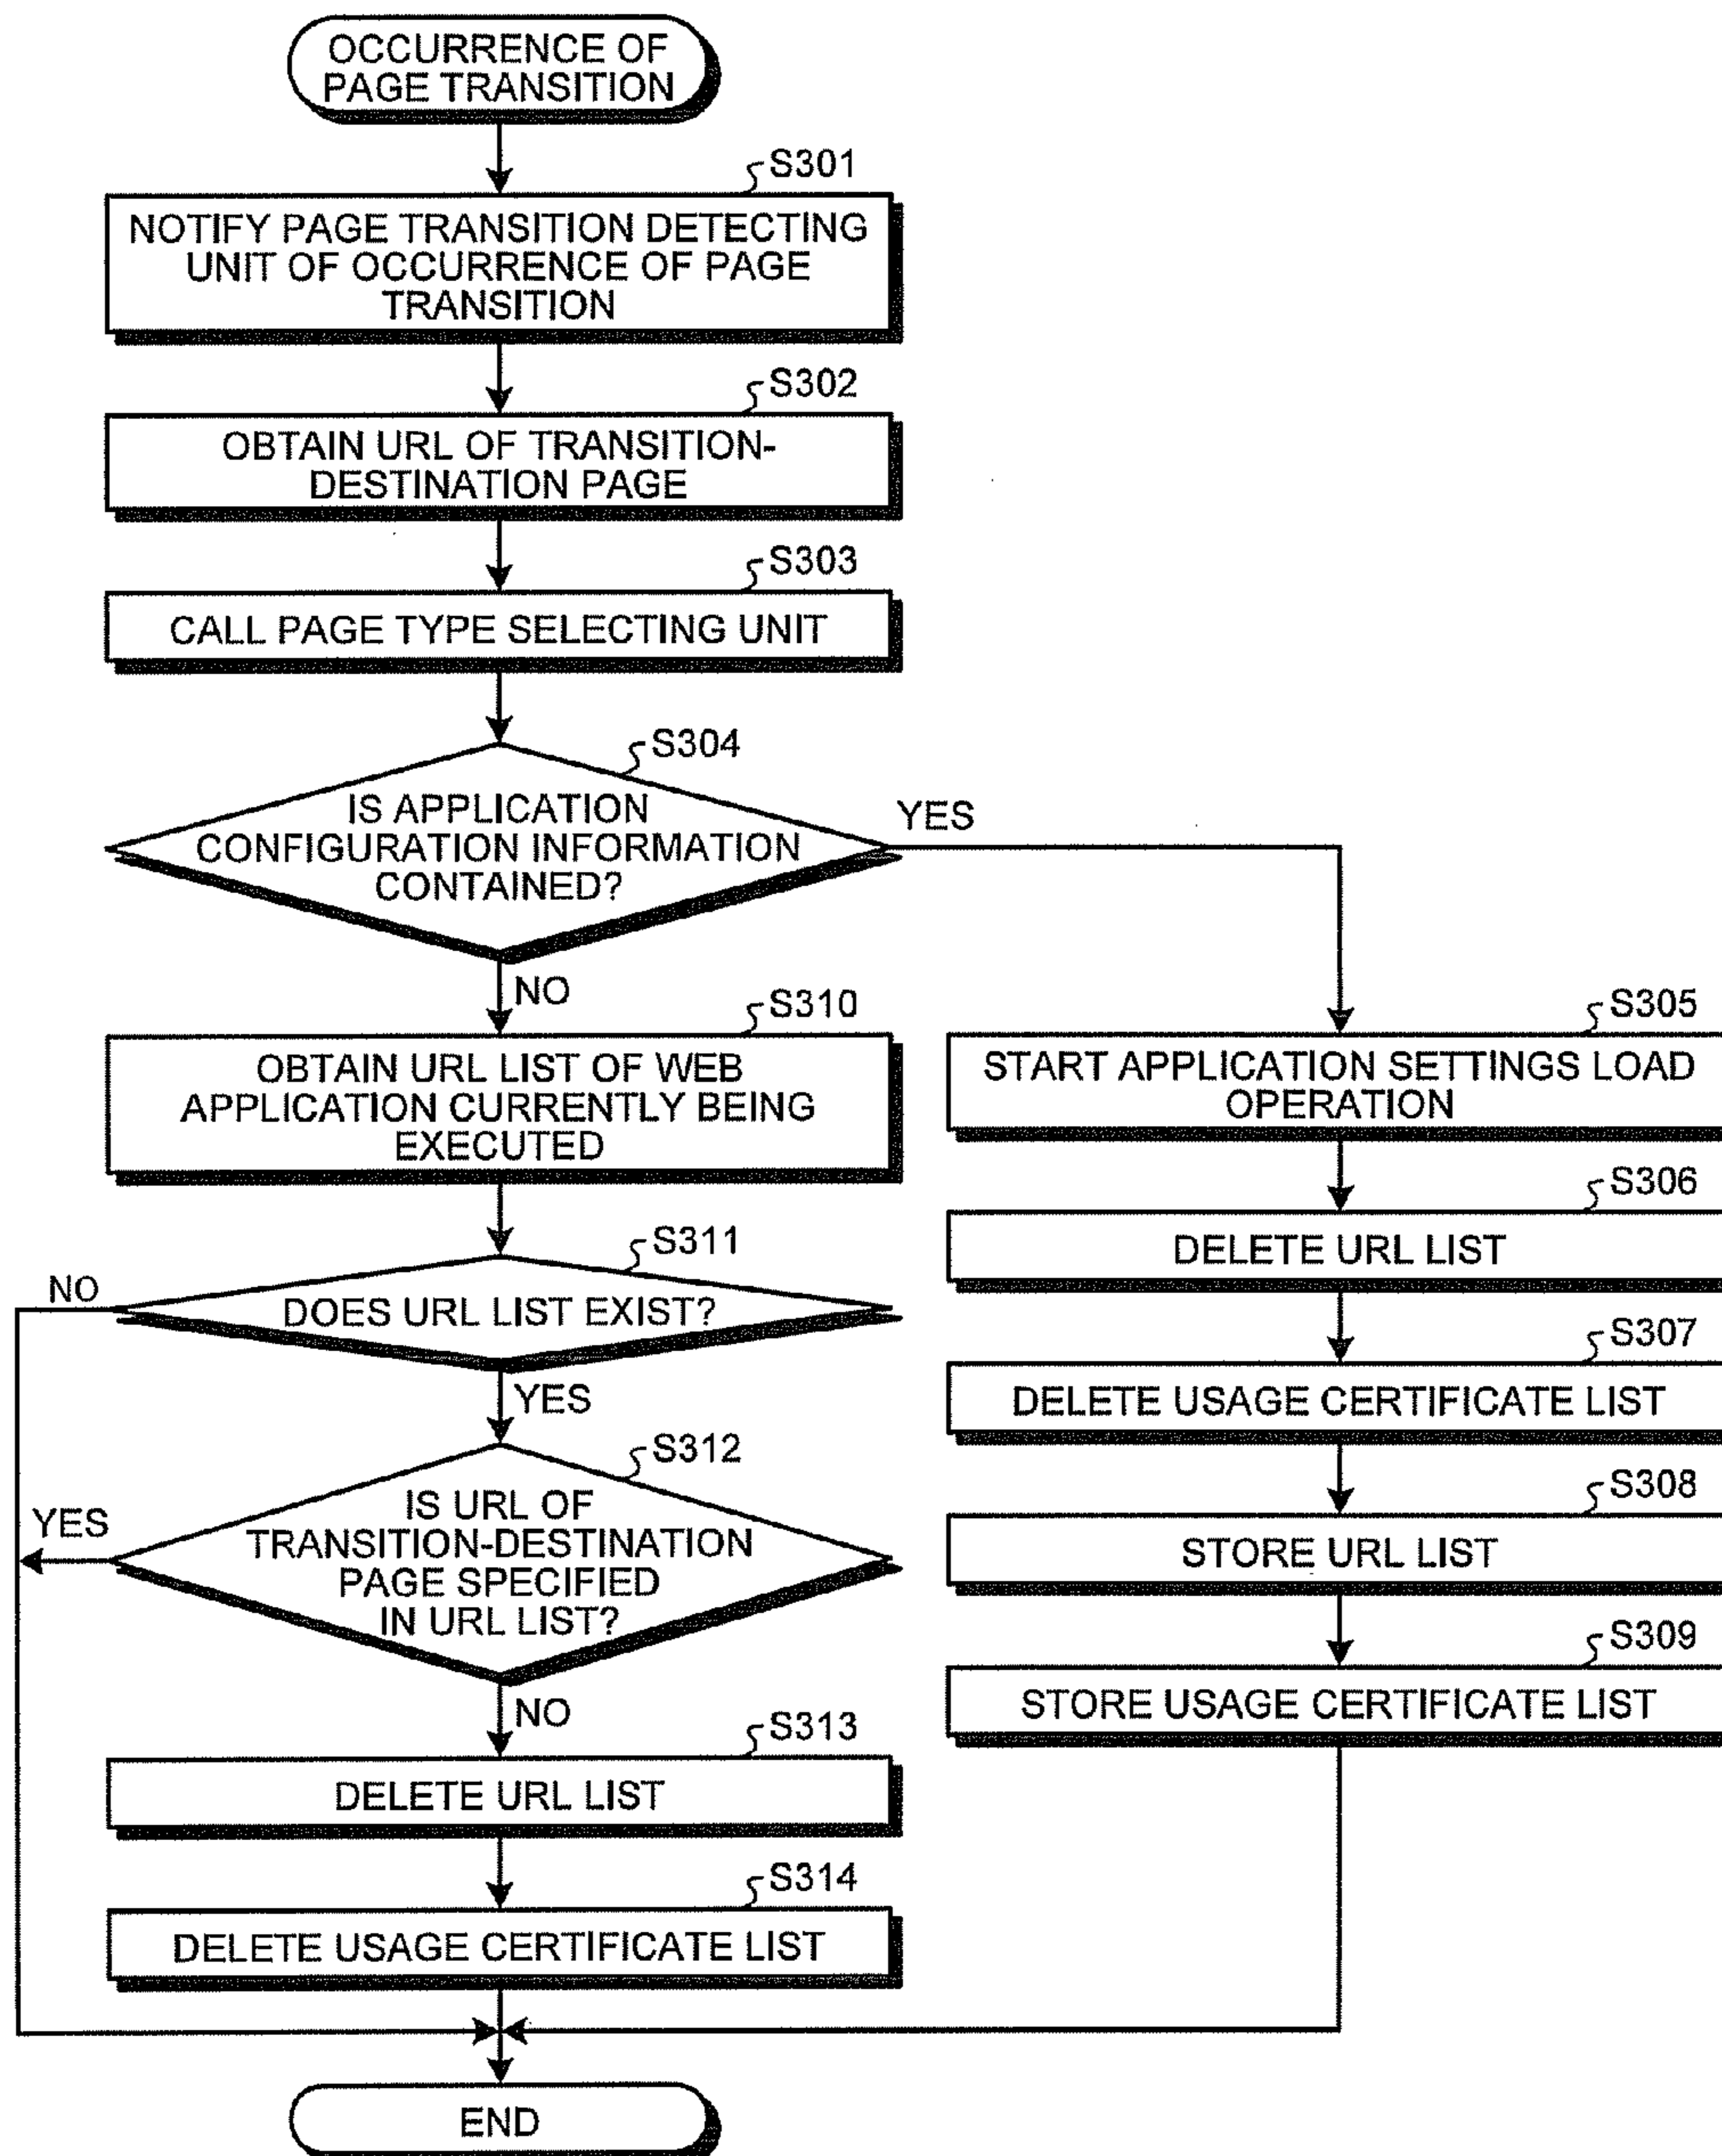 OCCURRENCE OF
PAGE TRANSITION
S301
NOTIFY PAGE TRANSITION DETECTING
UNIT OF OCCURRENCE OF PAGE
TRANSITION
S302
OBTAIN URL OF TRANSITION-
DESTINATION PAGE
S303
CALL PAGE TYPE SELECTING UNIT
S304
IS APPLICATION
CONFIGURATION INFORMATION
CONTAINED?
YES
NO
S305
START APPLICATION SETTINGS LOAD
OPERATION
S306
DELETE URL LIST
S307
DELETE USAGE CERTIFICATE LIST
S308
STORE URL LIST
S309
STORE USAGE CERTIFICATE LIST
S310
OBTAIN URL LIST OF WEB
APPLICATION CURRENTLY BEING
EXECUTED
S311
DOES URL LIST EXIST?
NO
YES
S312
IS URL OF
TRANSITION-DESTINATION
PAGE SPECIFIED
IN URL LIST?
YES
NO
S313
DELETE URL LIST
S314
DELETE USAGE CERTIFICATE LIST
END